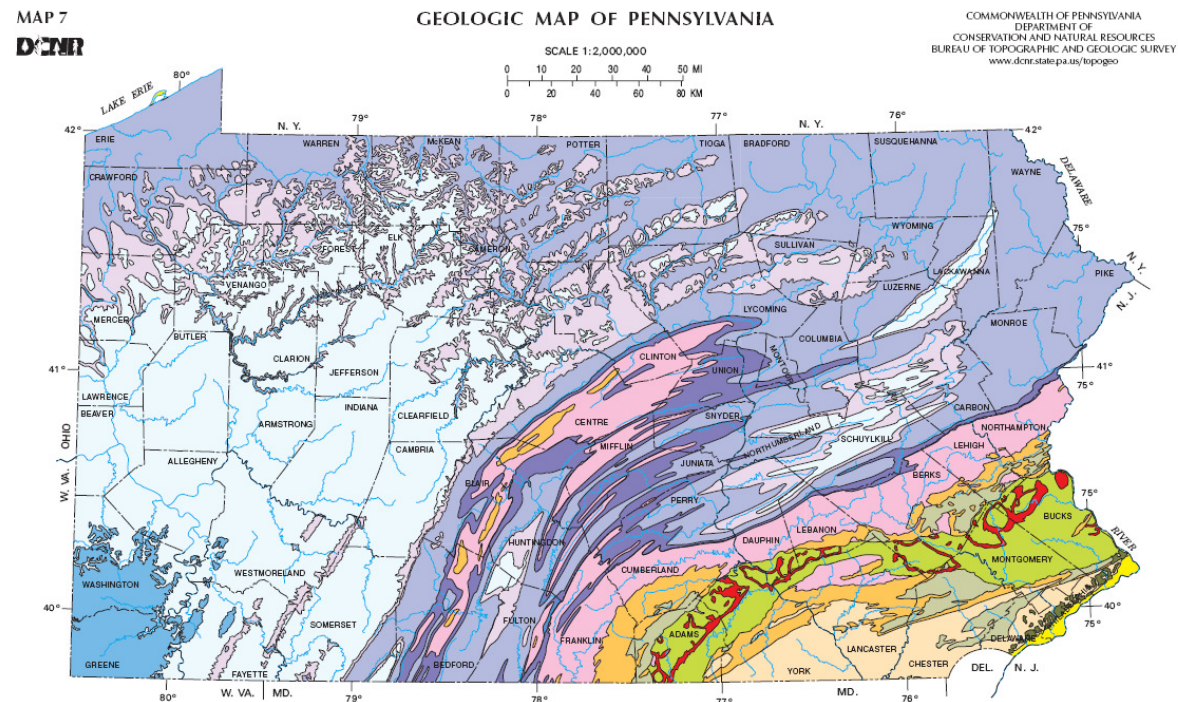 MAP 7
DCNR
GEOLOGIC MAP OF PENNSYLVANIA
COMMONWEALTH OF PENNSYLVANIA
DEPARTMENT OF
CONSERVATION AND NATURAL RESOURCES
BUREAU OF TOPOGRAPHIC AND GEOLOGIC SURVEY
www.dcnr.state.pa.us/topogeo
SCALE 1:2,000,000
0 10 20 30 40 50 MI
0 20 40 60 80 KM
80°
LAKE ERIE
42°
N. Y.
79°
78°
77°
N. Y.
76°
42°
ERIE
WARREN
McKEAN
POTTER
TIOGA
BRADFORD
SUSQUEHANNA
WAYNE
DELAWARE
CRAWFORD
FOREST
ELK
CAMERON
SULLIVAN
WYOMING
75°
N. Y.
N. J.
VENANGO
LACKAWANNA
PIKE
MERCER
LUZERNE
LYCOMING
MONROE
BUTLER
CLARION
CLINTON
COLUMBIA
MONTOUR
41°
JEFFERSON
UNION
41°
75°
LAWRENCE
BEAVER
INDIANA
CLEARFIELD
CENTRE
SNYDER
CARBON
OHIO
W. VA.
ARMSTRONG
CAMBRIA
MIFFLIN
NORTHUMBERLAND
SCHUYLKILL
NORTHAMPTON
LEHIGH
ALLEGHENY
JUNIATA
BLAIR
BERKS
PERRY
75°
BUCKS
HUNTINGDON
DAUPHIN
LEBANON
RIVER
WASHINGTON
WESTMORELAND
CUMBERLAND
MONTGOMERY
40°
SOMERSET
FULTON
40°
75°
FRANKLIN
ADAMS
DELAWARE
LANCASTER
GREENE
FAYETTE
BEDFORD
YORK
CHESTER
DEL.
N. J.
80°
W. VA.
MD.
79°
78°
77°
MD.
76°